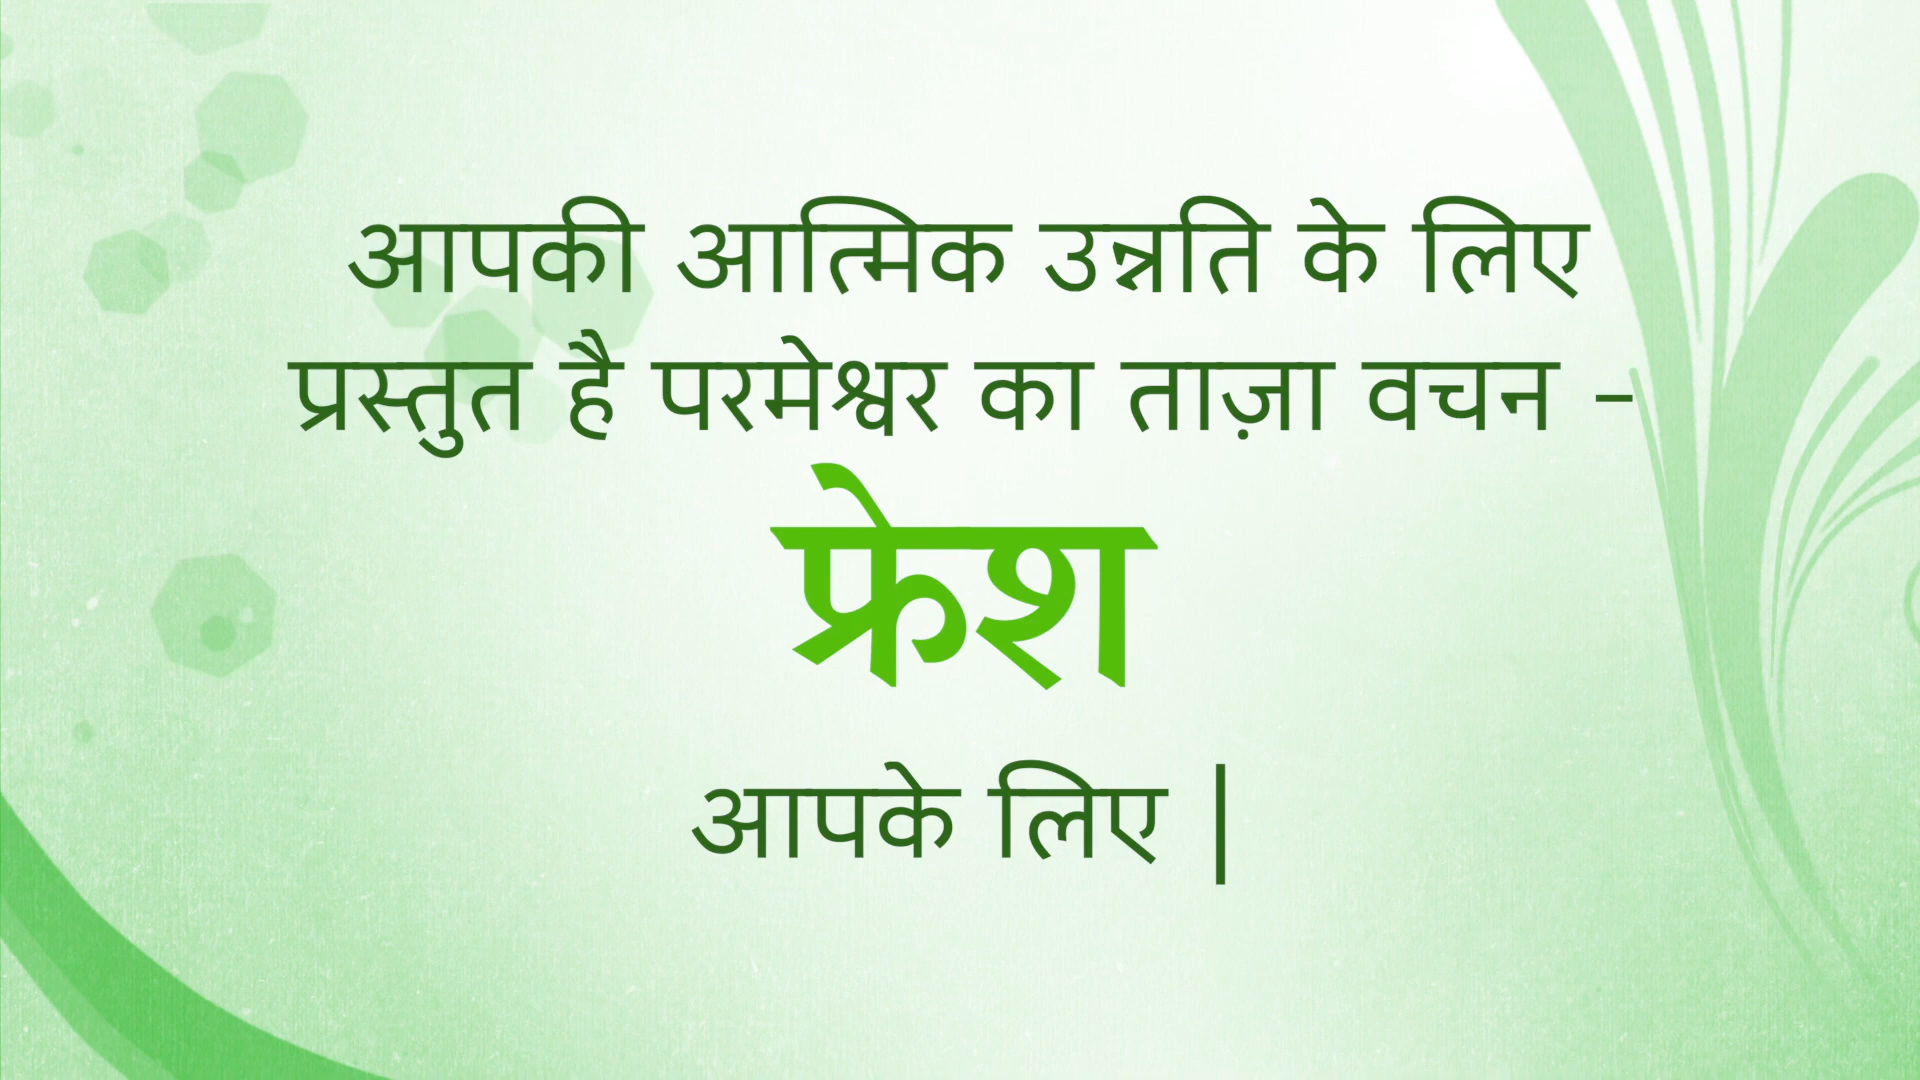 आपकी आत्मिक उन्नति के लिए
प्रस्तुत है परमेश्वर का ताज़ा वचन –
फ्रेश
आपके लिए |